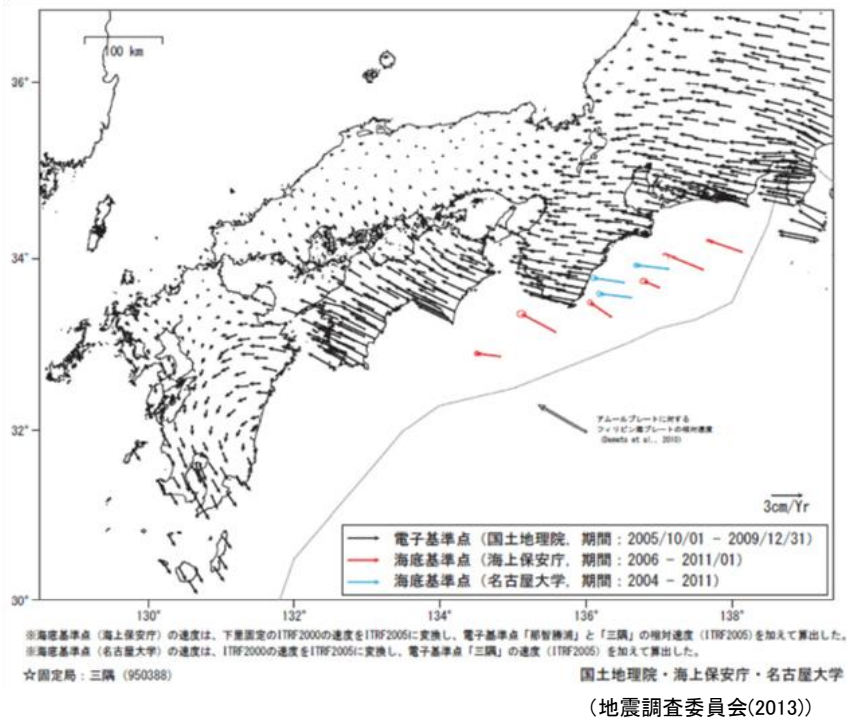 100 km
36°
34°
32°
30°
130°
132°
134°
136°
138°
アムールプレートに対する
フィリピン海プレートの相対速度
(Demets et al., 2010)
3cm/Yr
電子基準点（国土地理院, 期間：2005/10/01 - 2009/12/31）
海底基準点（海上保安庁, 期間：2006 - 2011/01）
海底基準点（名古屋大学, 期間：2004 - 2011）
※海底基準点（海上保安庁）の速度は、下里固定のITRF2000の速度をITRF2005に変換し、電子基準点「那智勝浦」と「三隅」の相対速度（ITRF2005）を加えて算出した。
※海底基準点（名古屋大学）の速度は、ITRF2000の速度をITRF2005に変換し、電子基準点「三隅」の速度（ITRF2005）を加えて算出した。
☆固定局：三隅（950388）
国土地理院・海上保安庁・名古屋大学
（地震調査委員会(2013)）